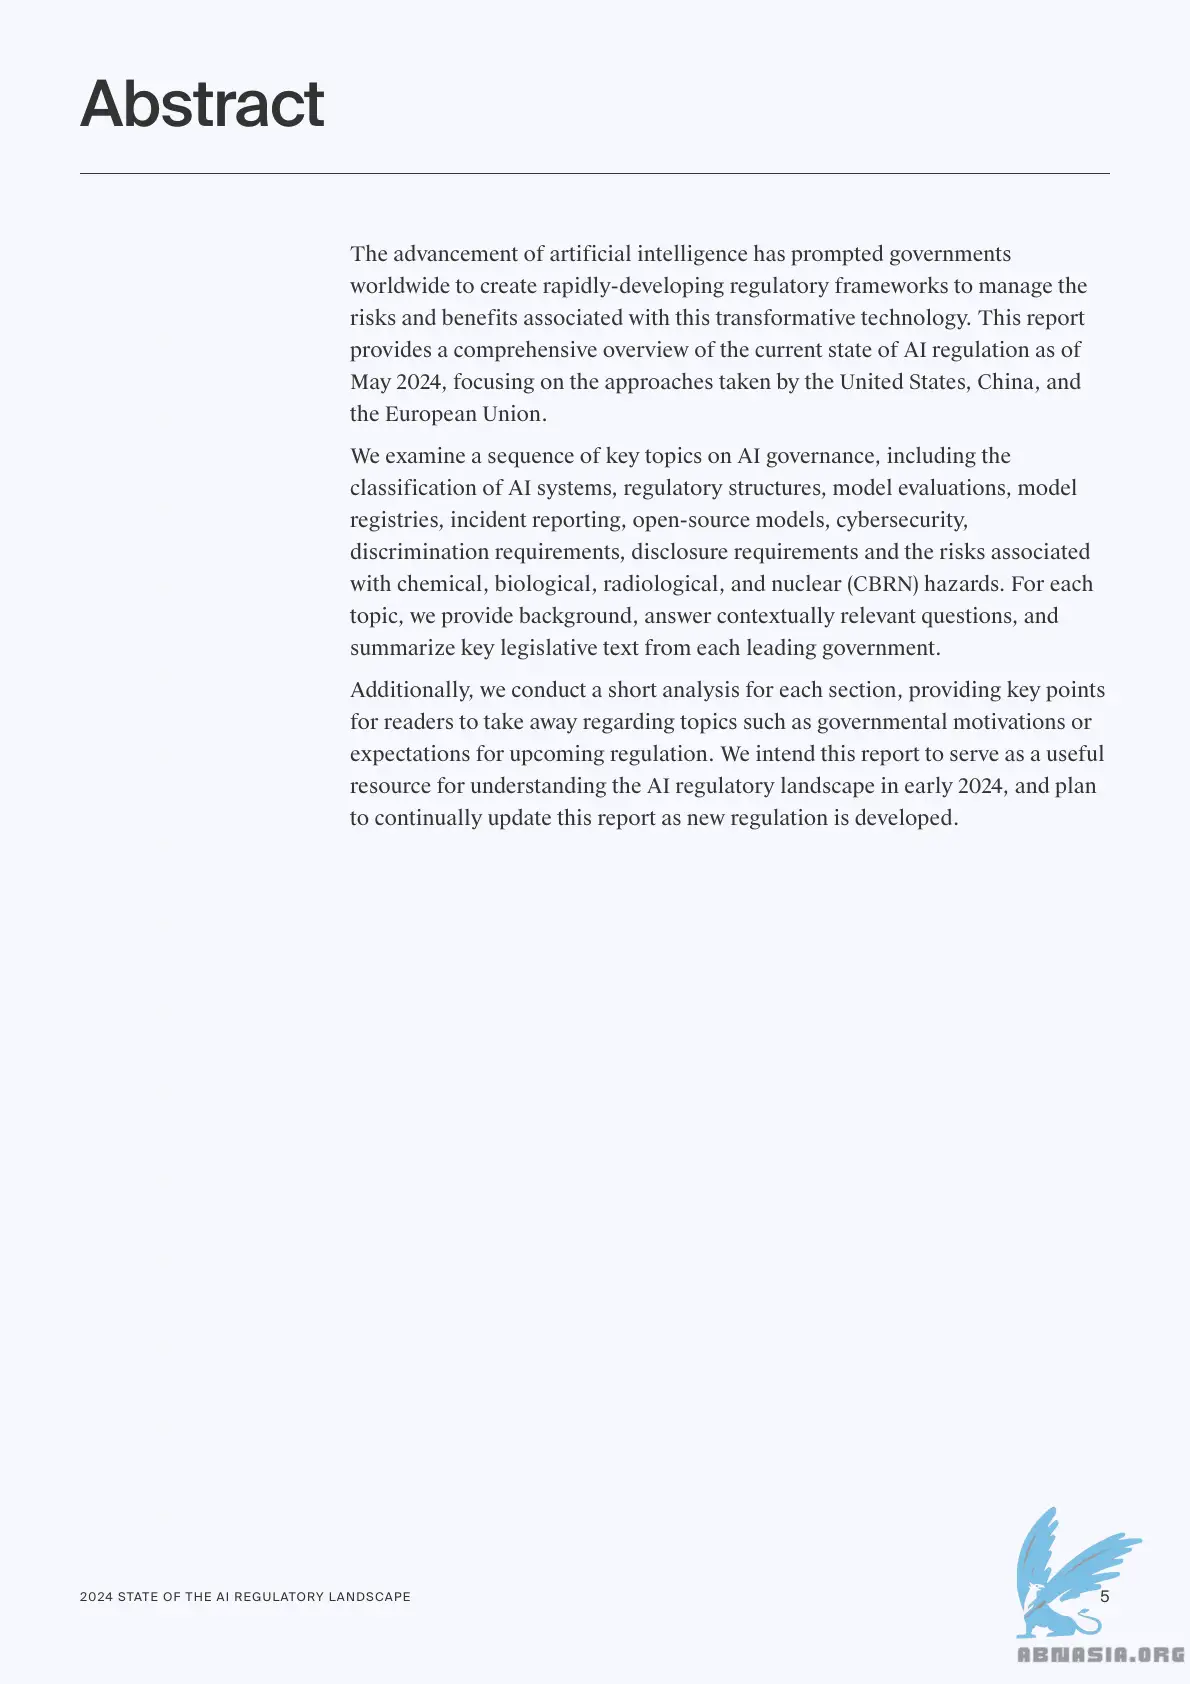 Abstract
The advancement of artificial intelligence has prompted governments
worldwide to create rapidly-developing regulatory frameworks to manage the
risks and benefits associated with this transformative technology. This report
provides a comprehensive overview of the current state of AI regulation as of
May 2024, focusing on the approaches taken by the United States, China, and
the European Union.
We examine a sequence of key topics on AI governance, including the
classification of AI systems, regulatory structures, model evaluations, model
registries, incident reporting, open-source models, cybersecurity,
discrimination requirements, disclosure requirements and the risks associated
with chemical, biological, radiological, and nuclear (CBRN) hazards. For each
topic, we provide background, answer contextually relevant questions, and
summarize key legislative text from each leading government.
Additionally, we conduct a short analysis for each section, providing key points
for readers to take away regarding topics such as governmental motivations or
expectations for upcoming regulation. We intend this report to serve as a useful
resource for understanding the AI regulatory landscape in early 2024, and plan
to continually update this report as new regulation is developed.
2024 STATE OF THE AI REGULATORY LANDSCAPE
5
ABNASIA.ORG